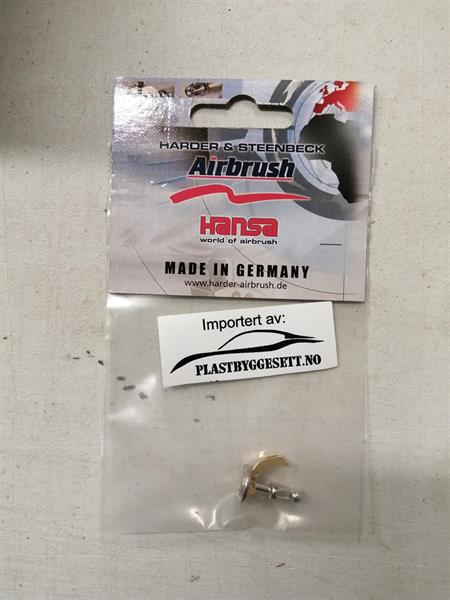 HARDER & STEENBECK
Airbrush
Hansa
world of airbrush
MADE IN GERMANY
www.harder-airbrush.de
Importert av:
PLASTBYGGESETT.NO